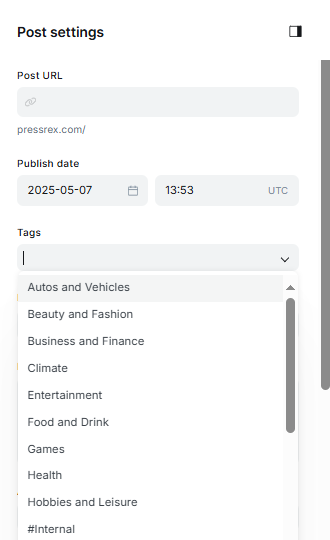 Post settings
Post URL
pressrex.com/
Publish date
2025-05-07 13:53 UTC
Tags
Autos and Vehicles
Beauty and Fashion
Business and Finance
Climate
Entertainment
Food and Drink
Games
Health
Hobbies and Leisure
#Internal